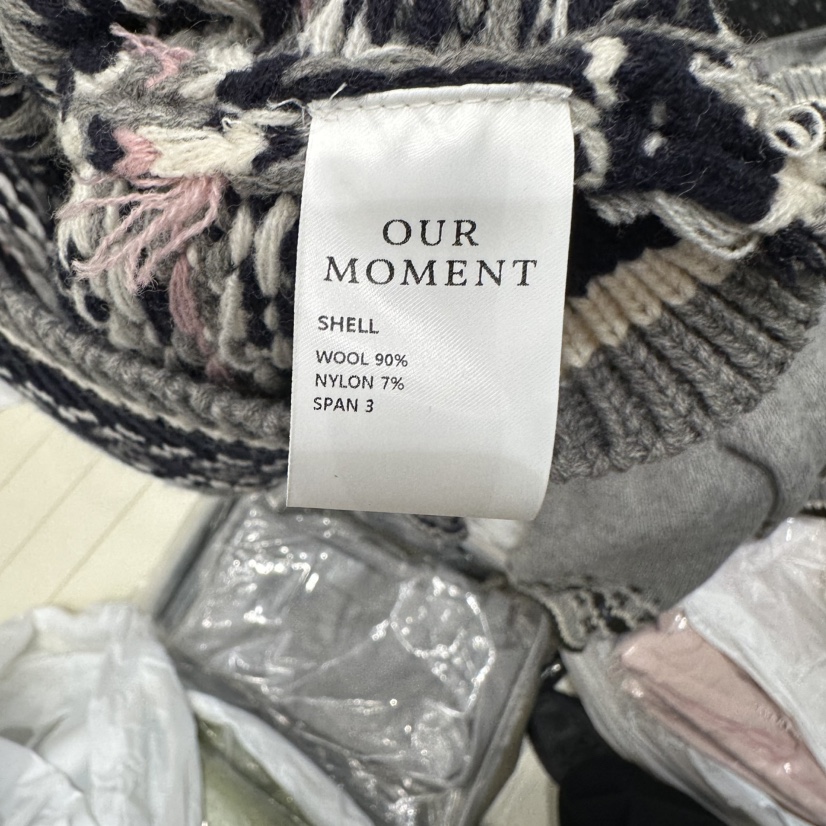 OUR
MOMENT
SHELL
WOOL 90%
NYLON 7%
SPAN 3